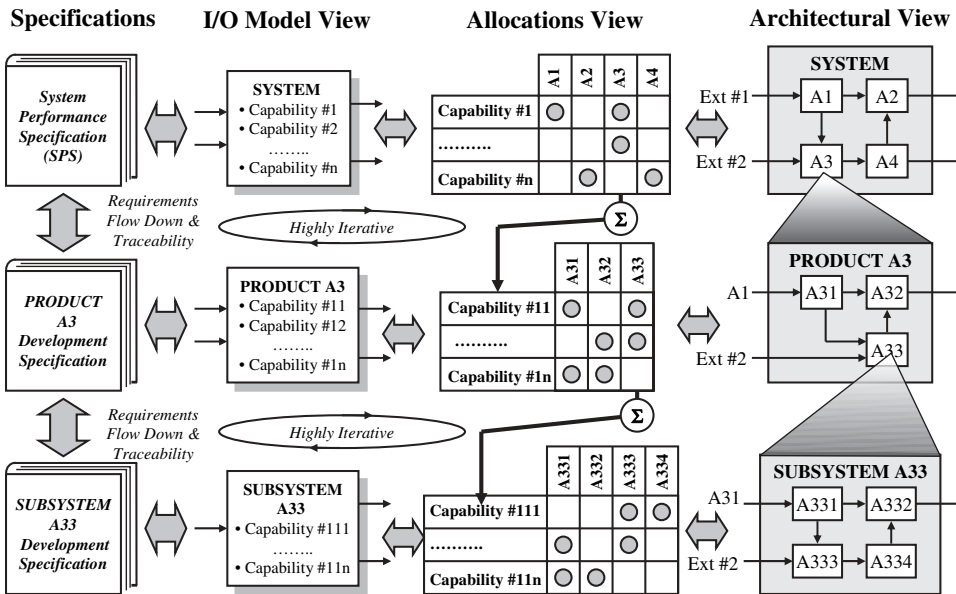 Specifications
I/O Model View
Allocations View
Architectural View
System
Performance
Specification
(SPS)
SYSTEM
• Capability #1
• Capability #2
........
• Capability #n
A1
A2
A3
A4
Capability #1
..........
Capability #n
SYSTEM
Ext #1
A1
A2
Ext #2
A3
A4
Requirements
Flow Down &
Traceability
Highly Iterative
Σ
PRODUCT
A3
Development
Specification
PRODUCT A3
• Capability #11
• Capability #12
........
• Capability #1n
A31
A32
A33
Capability #11
..........
Capability #1n
PRODUCT A3
A1
A31
A32
Ext #2
A33
Requirements
Flow Down &
Traceability
Highly Iterative
Σ
SUBSYSTEM
A33
Development
Specification
SUBSYSTEM
A33
• Capability #111
........
• Capability #11n
A331
A332
A333
A334
Capability #111
..........
Capability #11n
SUBSYSTEM A33
A31
A331
A332
Ext #2
A333
A334